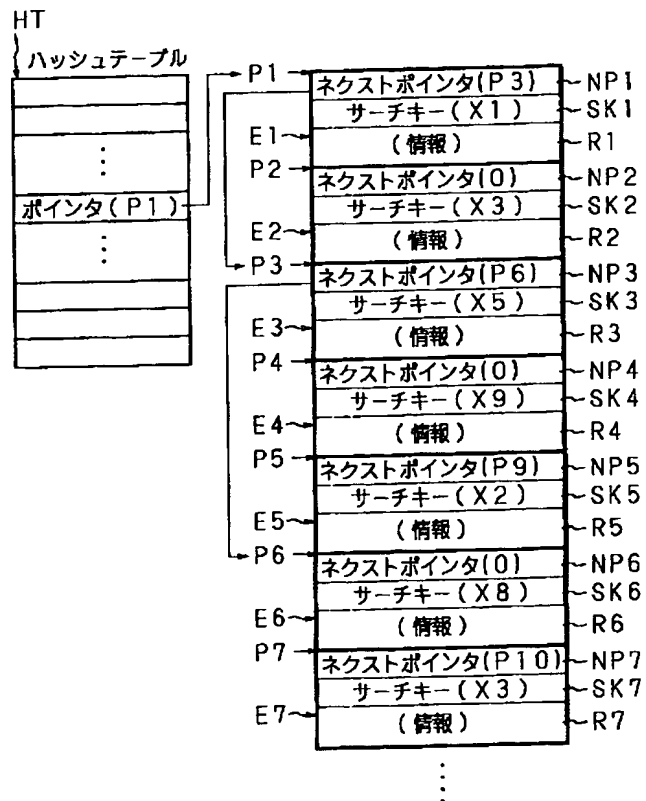 HT
ハッシュテーブル
ポインタ(P1)
P1
ネクストポインタ(P3) NP1
サーチキー(X1) SK1
E1 (情報) R1
P2
ネクストポインタ(0) NP2
サーチキー(X3) SK2
E2 (情報) R2
P3
ネクストポインタ(P6) NP3
サーチキー(X5) SK3
E3 (情報) R3
P4
ネクストポインタ(0) NP4
サーチキー(X9) SK4
E4 (情報) R4
P5
ネクストポインタ(P9) NP5
サーチキー(X2) SK5
E5 (情報) R5
P6
ネクストポインタ(0) NP6
サーチキー(X8) SK6
E6 (情報) R6
P7
ネクストポインタ(P10) NP7
サーチキー(X3) SK7
E7 (情報) R7